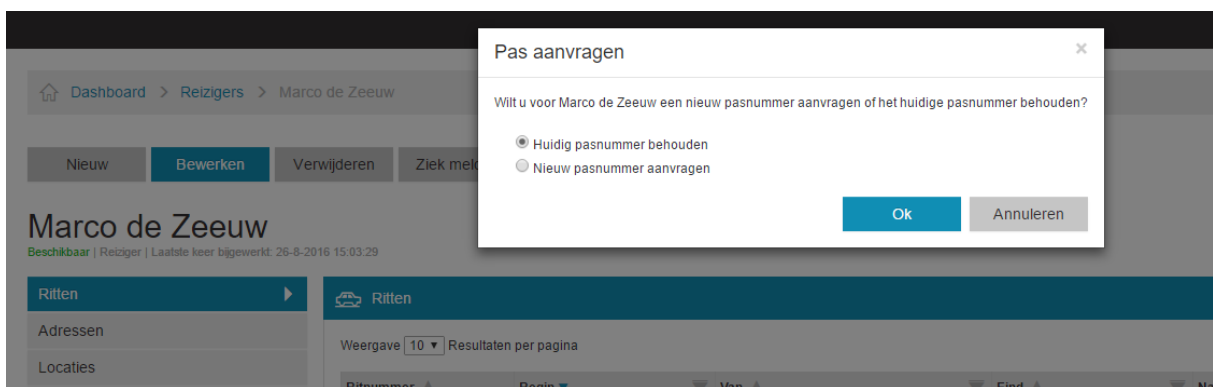 Pas aanvragen
×
Wilt u voor Marco de Zeeuw een nieuw pasnummer aanvragen of het huidige pasnummer behouden?
Huidig pasnummer behouden
Nieuw pasnummer aanvragen
Ok Annuleren
Dashboard > Reizigers > Marco de Zeeuw
Nieuw Bewerken Verwijderen Ziek
Marco de Zeeuw
Beschikbaar | Reiziger | Laatste keer bijgewerkt: 26-8-2016 15:03:29
Ritten
Adressen
Locaties
Ritten
Weergave 10 Resultaten per pagina
Ritnummer Begin Van Eind